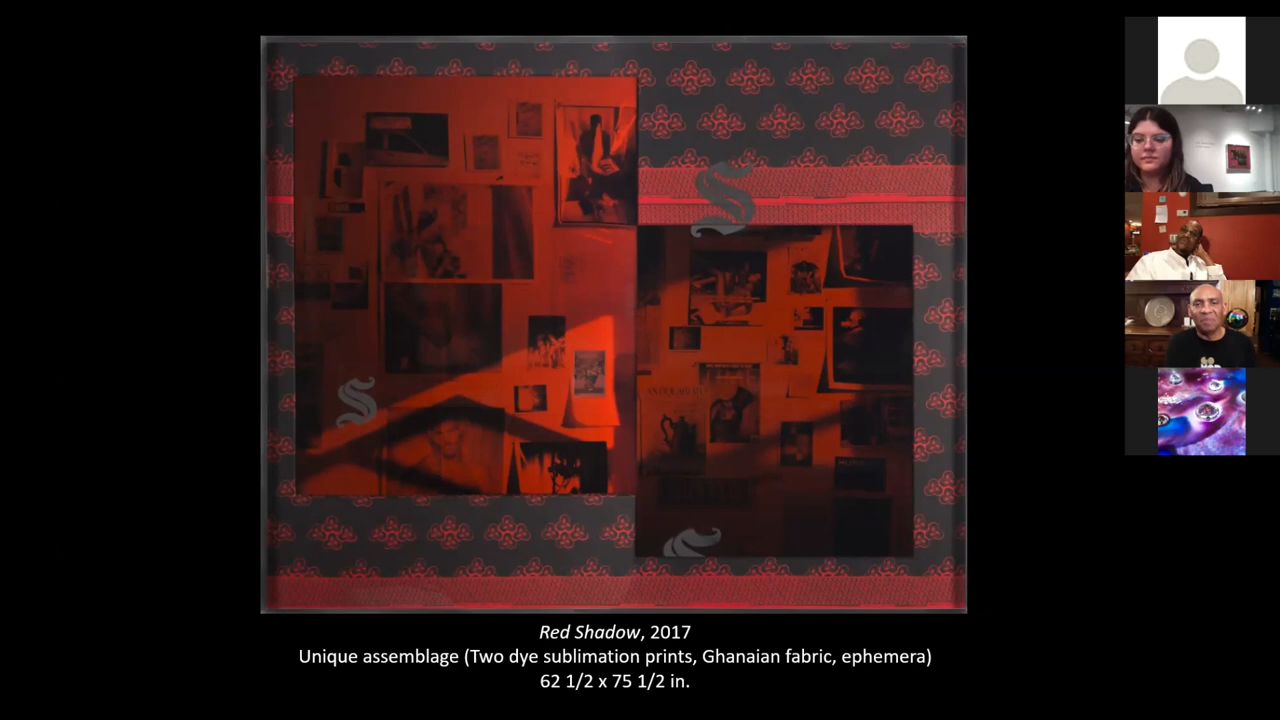 S
S
S
Red Shadow, 2017
Unique assemblage (Two dye sublimation prints, Ghanaian fabric, ephemera)
62 1/2 x 75 1/2 in.